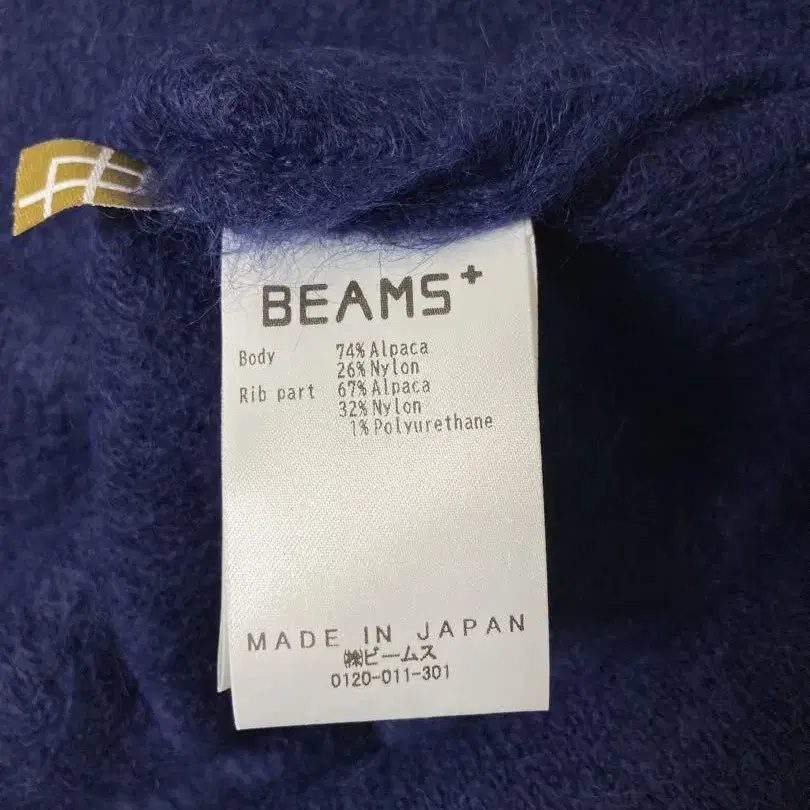 BEAMS+
Body 74% Alpaca
26% Nylon
Rib part 67% Alpaca
32% Nylon
1% Polyurethane
MADE IN JAPAN
㈱ビームス
0120-011-301